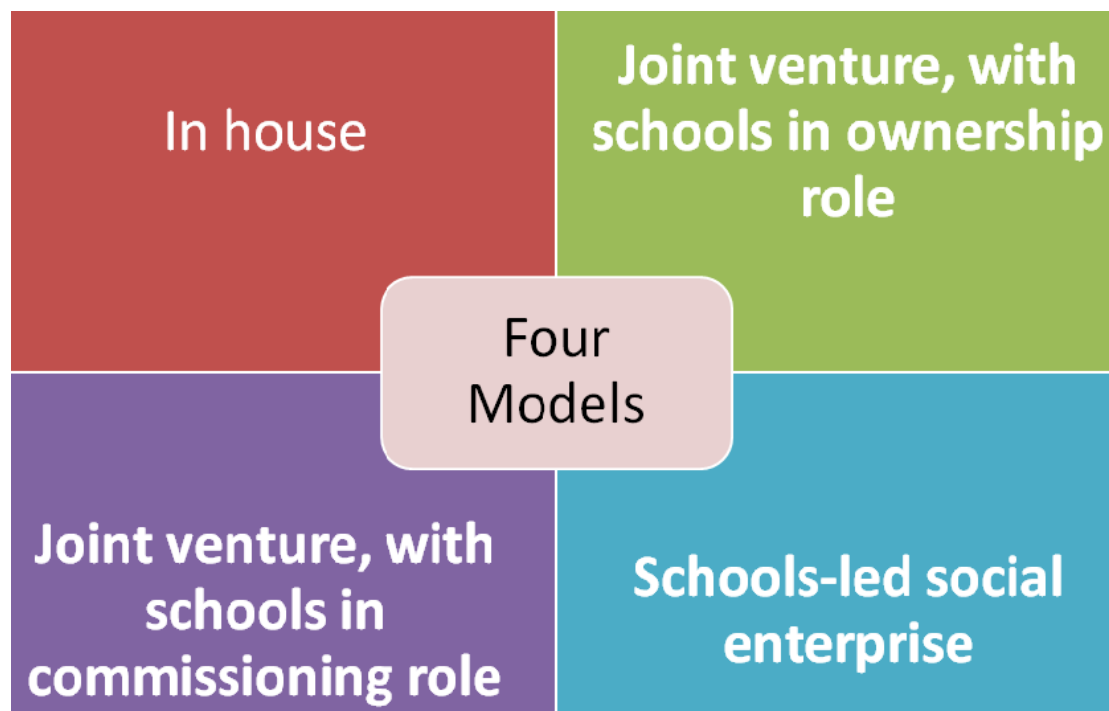 In house
Joint venture, with
schools in ownership
role
Four
Models
Joint venture, with
schools in
commissioning role
Schools-led social
enterprise